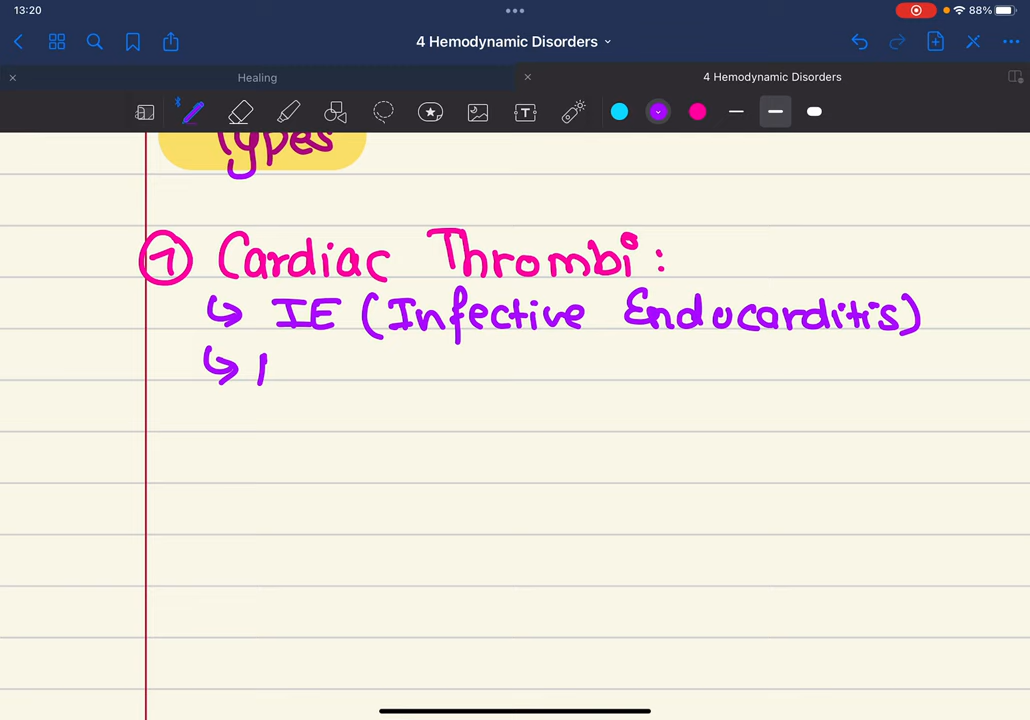 13:20
88%
4 Hemodynamic Disorders
Healing
4 Hemodynamic Disorders
Types
1 Cardiac Thrombi:
↳ IE (Infective Endocarditis)
↳